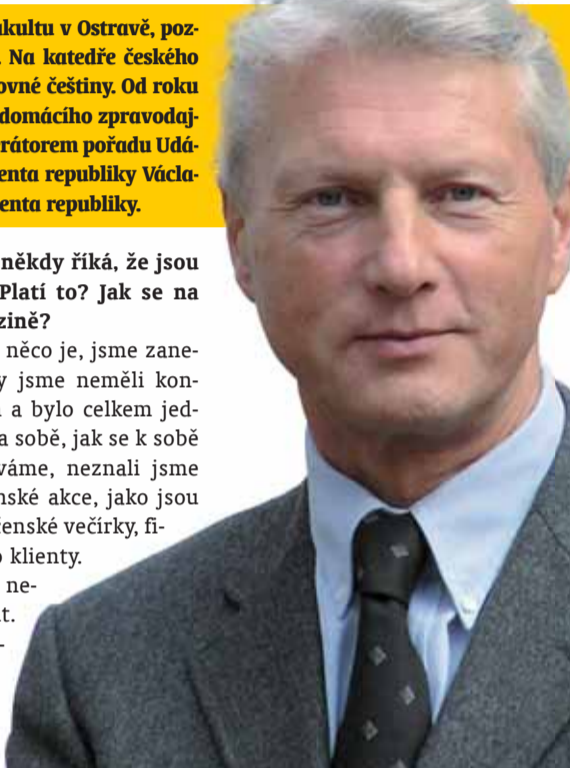 akultu v Ostravě, poz-
Na katedře českého
ovné češtiny. Od roku
domácího zpravodaj-
rátorem pořadu Udá-
enta republiky Václa-
enta republiky.
někdy říká, že jsou
Platí to? Jak se na
zině?
něco je, jsme zane-
y jsme neměli kon-
a bylo celkem jed-
a sobě, jak se k sobě
váme, neznali jsme
nské akce, jako jsou
čenské večírky, fi-
o klienty.
ne-
t.
-